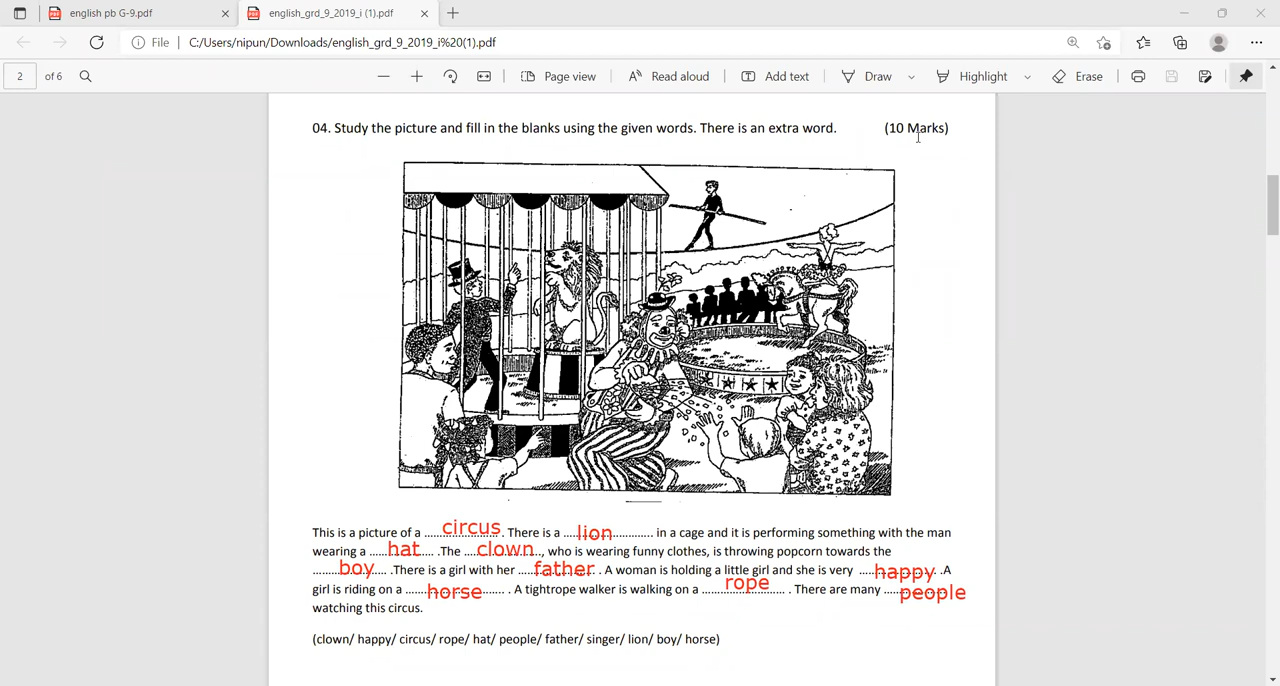 english pb G-9.pdf
english_grd_9_2019_i (1).pdf
File C:/Users/nipun/Downloads/english_grd_9_2019_i%20(1).pdf
2 of 6 Page view Read aloud Add text Draw Highlight Erase
04. Study the picture and fill in the blanks using the given words. There is an extra word. (10 Marks)
This is a picture of a ....circus.... . There is a ....lion.... in a cage and it is performing something with the man
wearing a ....hat.... .The ....clown...., who is wearing funny clothes, is throwing popcorn towards the
....boy.... .There is a girl with her ....father.... . A woman is holding a little girl and she is very ....happy.... .A
girl is riding on a ....horse.... . A tightrope walker is walking on a ....rope.... . There are many ....people
watching this circus.
(clown/ happy/ circus/ rope/ hat/ people/ father/ singer/ lion/ boy/ horse)